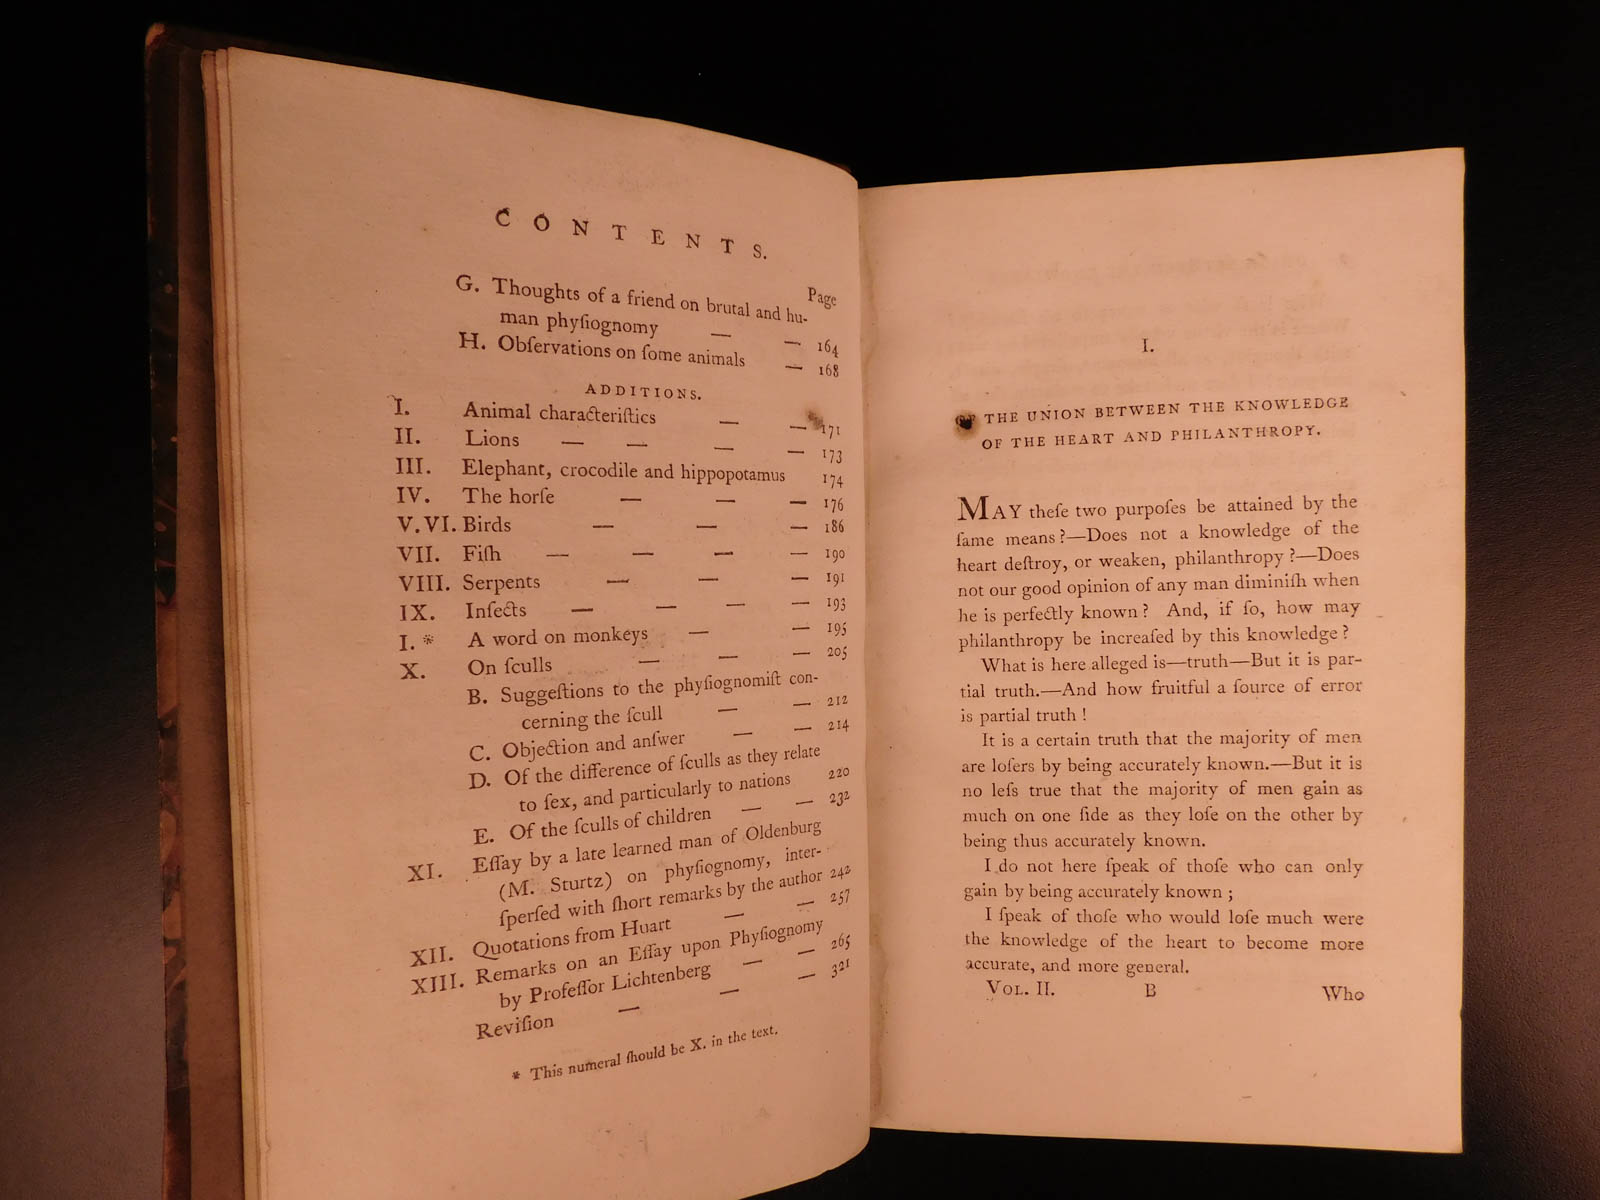 CONTENTS.
Page
G. Thoughts of a friend on brutal and hu-
man phyſiognomy — — 164
H. Obſervations on ſome animals — 168
ADDITIONS.
I. Animal characteriſtics — — 171
II. Lions — — — — 173
III. Elephant, crocodile and hippopotamus 174
IV. The horſe — — — 176
V. VI. Birds — — — 186
VII. Fiſh — — — — 190
VIII. Serpents — — — 191
IX. Inſects — — — — 193
I. * A word on monkeys — — 195
X. On ſculls — — — 205
B. Suggeſtions to the phyſiognomiſt con-
cerning the ſcull — — 212
C. Objection and anſwer — — 214
D. Of the difference of ſculls as they relate
to ſex, and particularly to nations 220
E. Of the ſculls of children — — 232
XI. Eſſay by a late learned man of Oldenburg
(M. Sturtz) on phyſiognomy, inter-
ſperſed with ſhort remarks by the author 242
XII. Quotations from Huart — — 257
XIII. Remarks on an Eſſay upon Phyſiognomy
by Profeſſor Lichtenberg — — 265
Reviſion — — — 321
* This numeral ſhould be X. in the text.
I.
OF THE UNION BETWEEN THE KNOWLEDGE
OF THE HEART AND PHILANTHROPY.
MAY theſe two purpoſes be attained by the
ſame means?—Does not a knowledge of the
heart deſtroy, or weaken, philanthropy?—Does
not our good opinion of any man diminiſh when
he is perfectly known? And, if ſo, how may
philanthropy be increaſed by this knowledge?
What is here alleged is—truth—But it is par-
tial truth.—And how fruitful a ſource of error
is partial truth!
It is a certain truth that the majority of men
are loſers by being accurately known.—But it is
no leſs true that the majority of men gain as
much on one ſide as they loſe on the other by
being thus accurately known.
I do not here ſpeak of thoſe who can only
gain by being accurately known;
I ſpeak of thoſe who would loſe much were
the knowledge of the heart to become more
accurate, and more general.
VOL. II. B Who